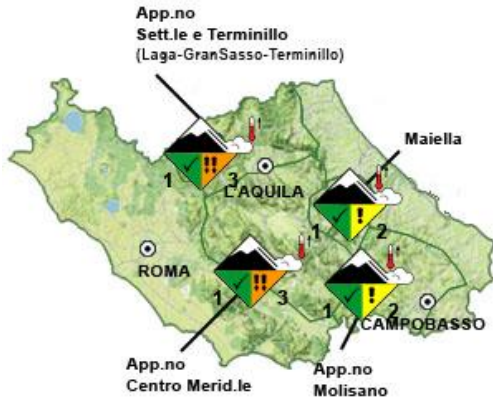 App.no
Sett.le e Terminillo
(Laga-GranSasso-Terminillo)
Maiella
1 3
L'AQUILA
1 2
ROMA
1 3
1 2
CAMPOBASSO
App.no
Centro Merid.le
App.no
Molisano